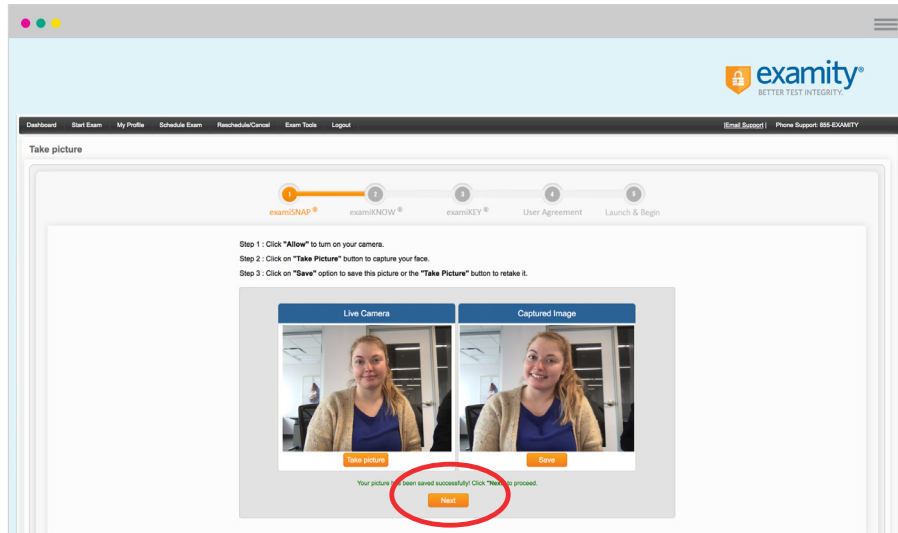 examity®
BETTER TEST INTEGRITY.
Dashboard Start Exam My Profile Schedule Exam Reschedule/Cancel Exam Tools Logout |Email Support| Phone Support: 855-EXAMITY
Take picture
1 2 3 4 5
examiSNAP® examiKNOW® examiKEY® User Agreement Launch & Begin
Step 1 : Click "Allow" to turn on your camera.
Step 2 : Click on "Take Picture" button to capture your face.
Step 3 : Click on "Save" option to save this picture or the "Take Picture" button to retake it.
Live Camera Captured Image
Take picture Save
Your picture has been saved successfully! Click "Next" to proceed.
Next